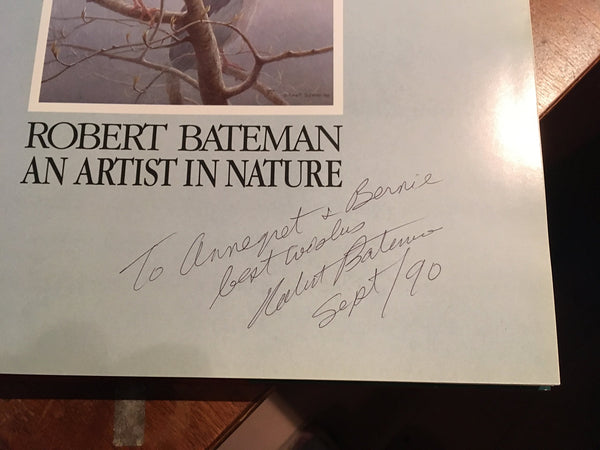 ROBERT BATEMAN
AN ARTIST IN NATURE
To Annegret & Bernie
best wishes
Robert Bateman
Sept/90